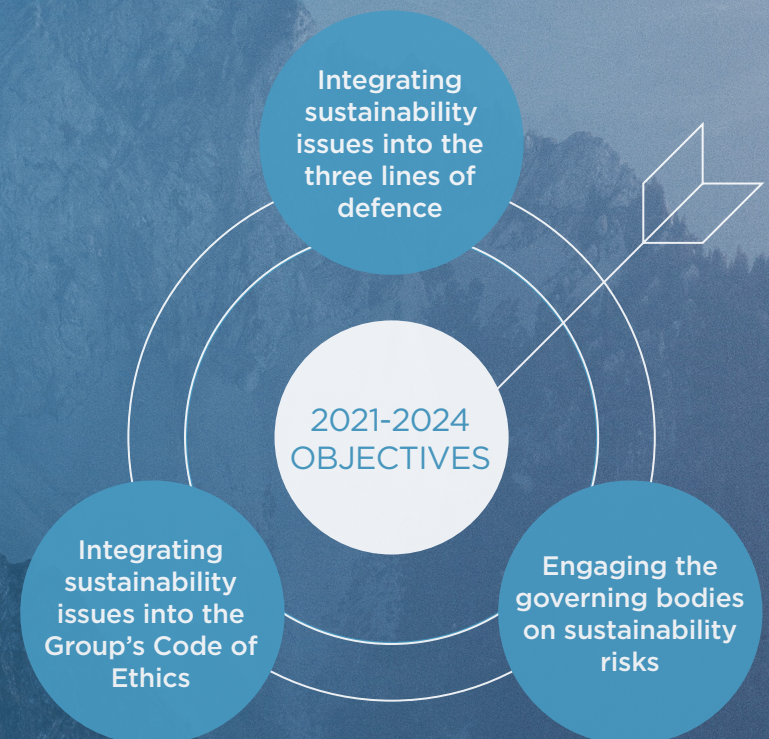 Integrating
sustainability
issues into the
three lines of
defence
2021-2024
OBJECTIVES
Integrating
sustainability
issues into the
Group’s Code of
Ethics
Engaging the
governing bodies
on sustainability
risks